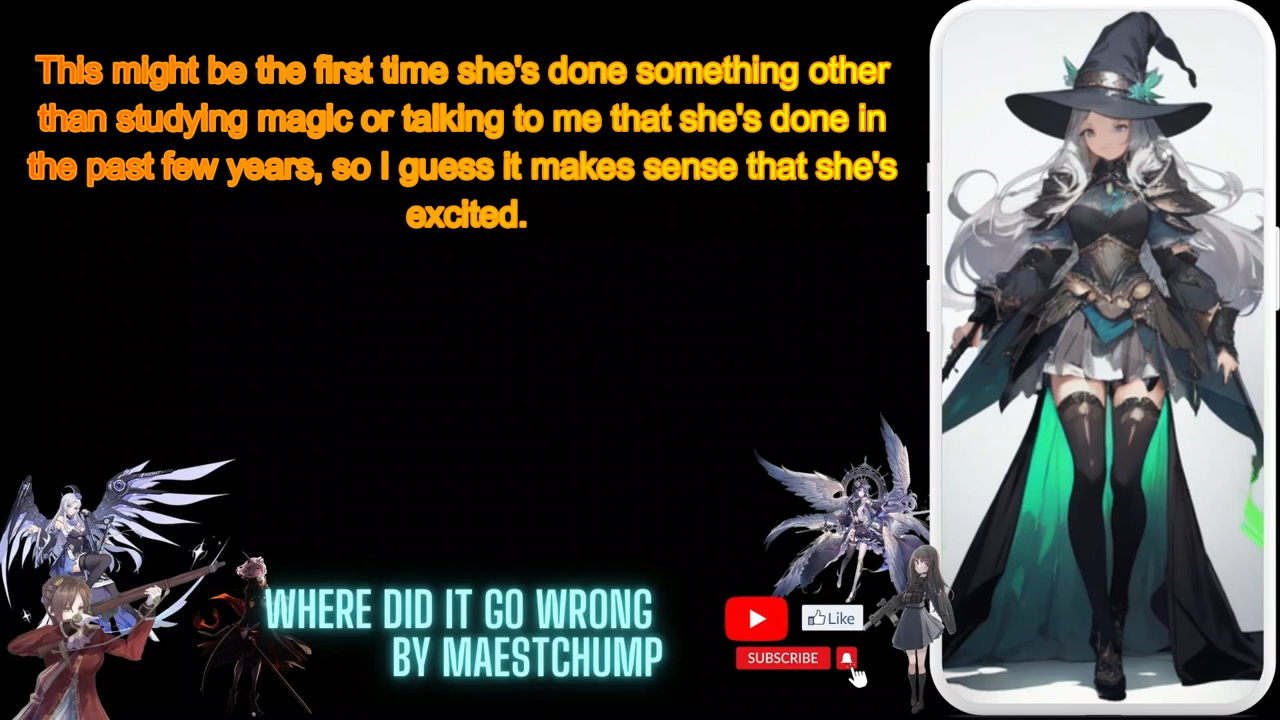 This might be the first time she's done something other
than studying magic or talking to me that she's done in
the past few years, so I guess it makes sense that she's
excited.
WHERE DID IT GO WRONG
BY MAESTCHUMP
Like
SUBSCRIBE